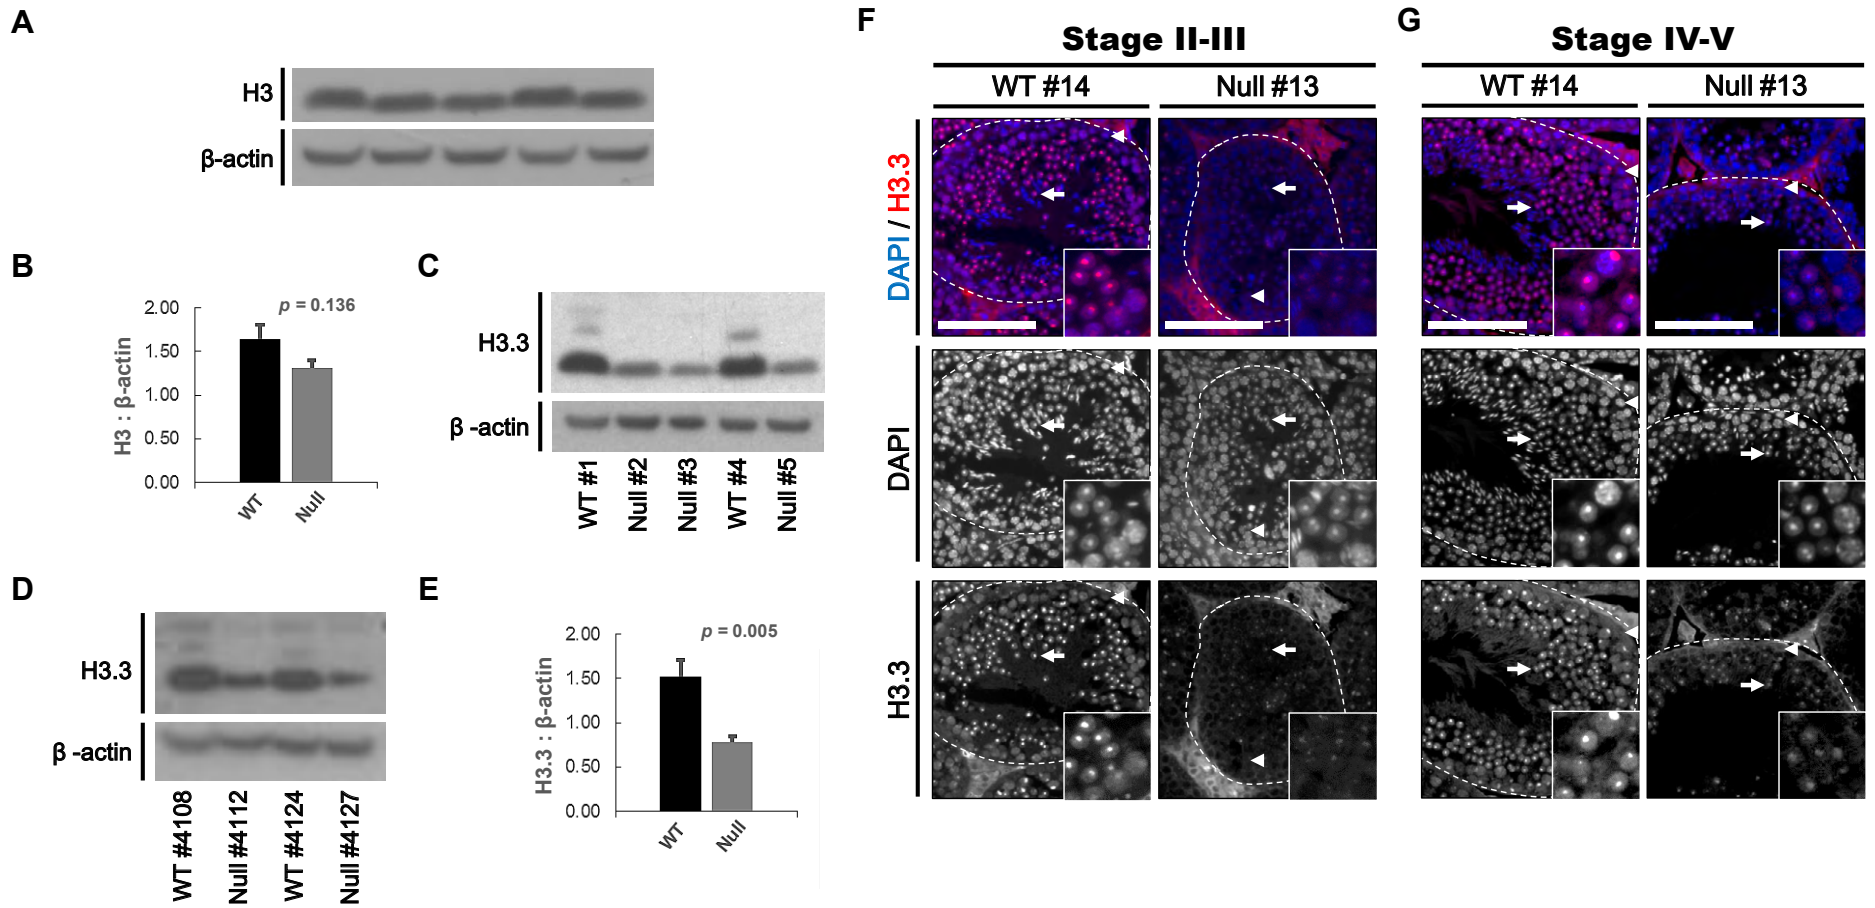 A
H3
β-actin
B
2.00
1.50
1.00
0.50
0.00
H3 : β-actin
p = 0.136
WT
Null
C
H3.3
β -actin
WT #1
Null #2
Null #3
WT #4
Null #5
D
H3.3
β -actin
WT #4108
Null #4112
WT #4124
Null #4127
E
2.00
1.50
1.00
0.50
0.00
H3.3 : β-actin
p = 0.005
WT
Null
F
Stage II-III
WT #14
Null #13
DAPI / H3.3
DAPI
H3.3
G
Stage IV-V
WT #14
Null #13